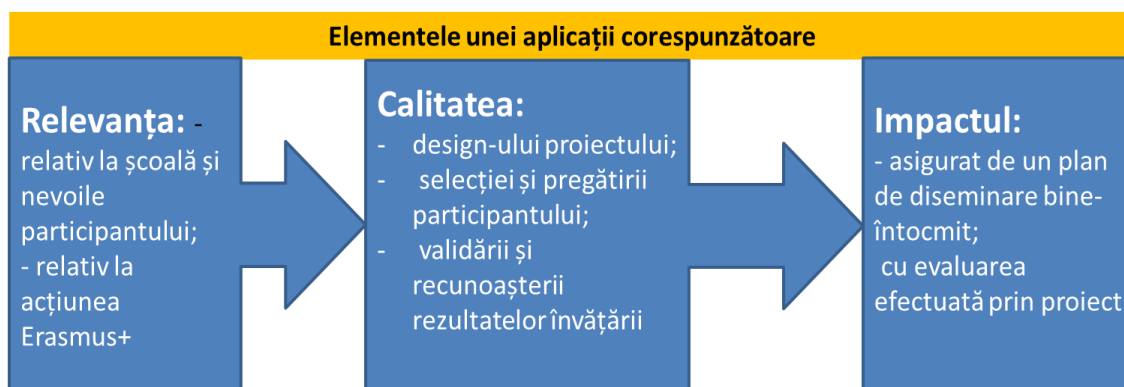 Elementele unei aplicații corespunzătoare
Relevanța: -
relativ la școală și
nevoile
participantului;
- relativ la
acțiunea
Erasmus+
Calitatea:
- design-ului proiectului;
- selecției și pregătirii
participantului;
- validării și
recunoașterii
rezultatelor învățării
Impactul:
- asigurat de un plan
de diseminare bine-
întocmit;
cu evaluarea
efectuată prin proiect